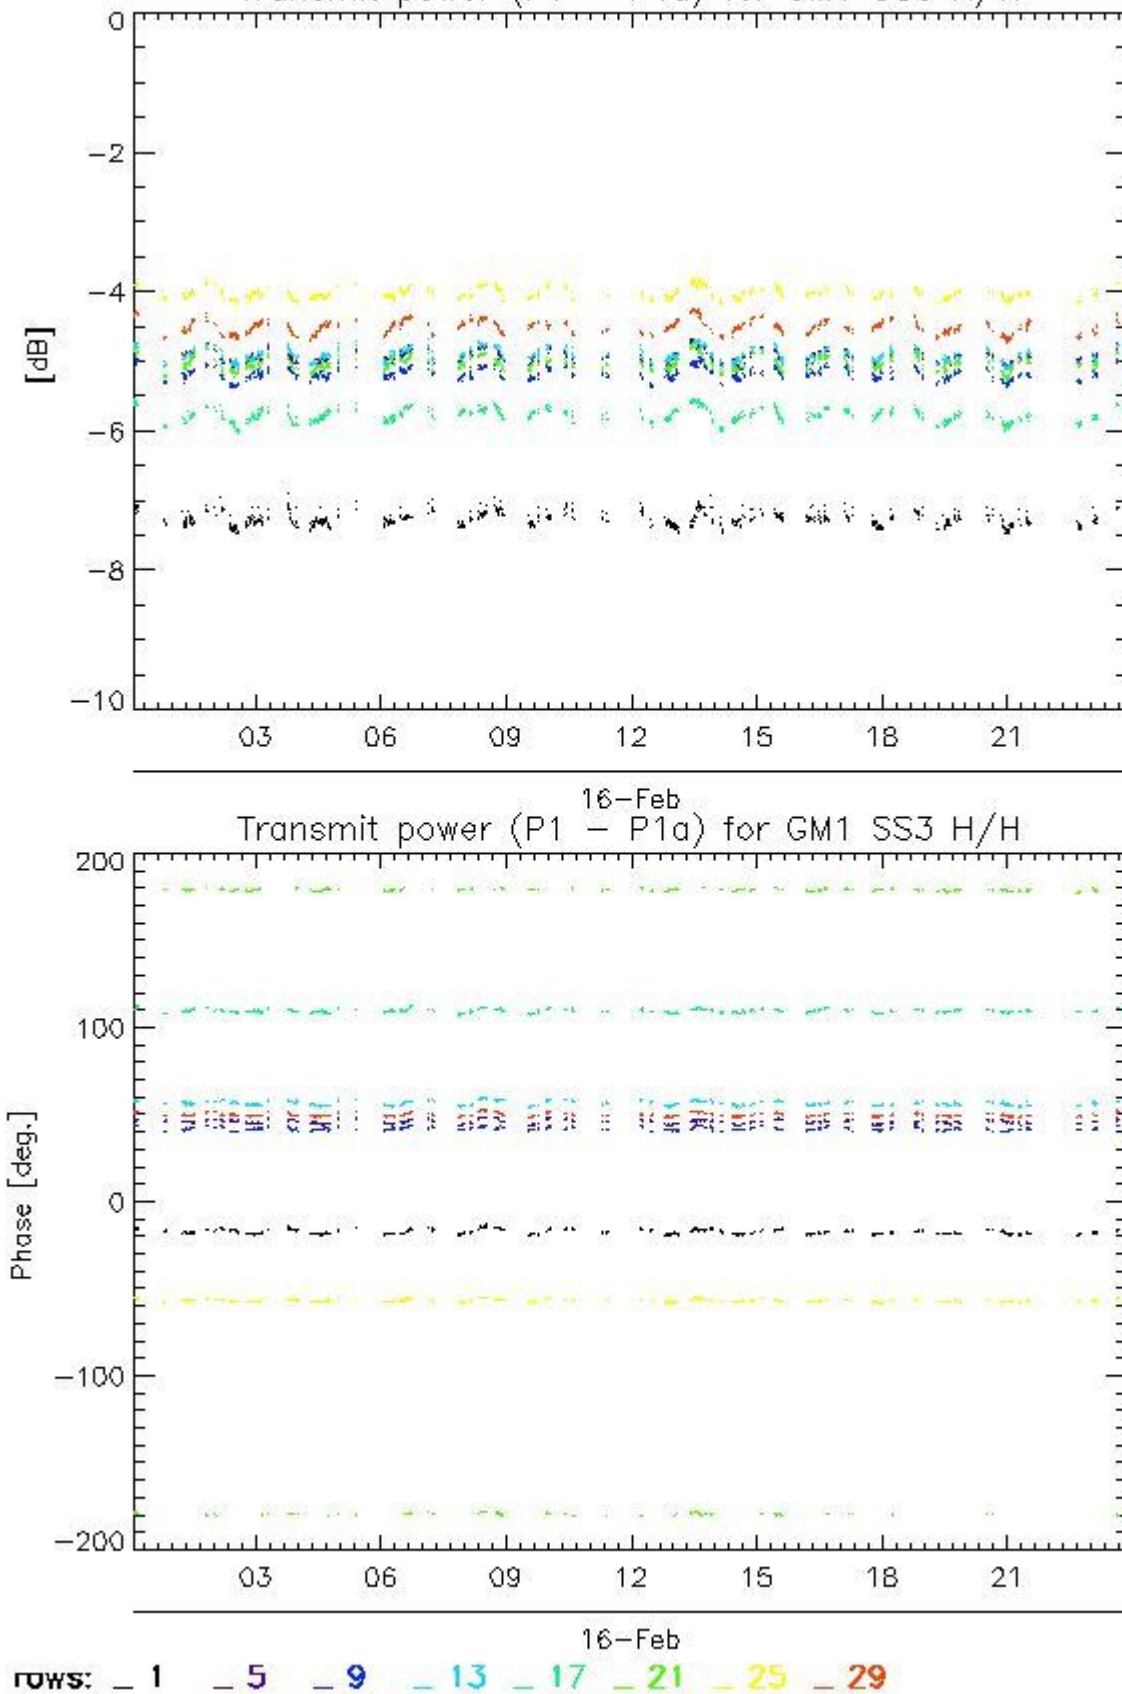 0
−2
−4
[dB]
−6
−8
−10
03 06 09 12 15 18 21
16−Feb
Transmit power (P1 − P1a) for GM1 SS3 H/H
200
100
Phase [deg.]
0
−100
−200
03 06 09 12 15 18 21
16−Feb
rows: _ 1 _ 5 _ 9 _ 13 _ 17 _ 21 _ 25 _ 29